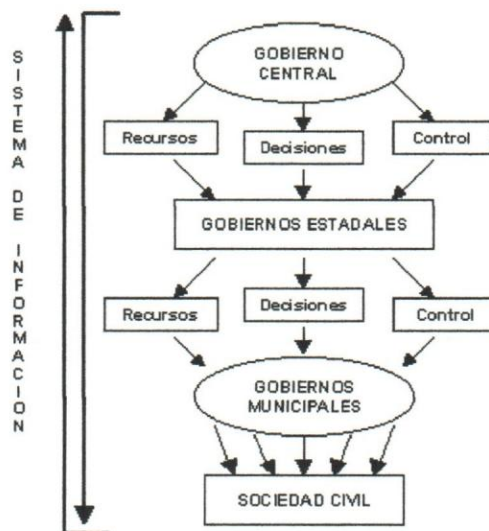 SISTEMA DE INFORMACION
GOBIERNO
CENTRAL
Recursos
Decisiones
Control
GOBIERNOS ESTADALES
Recursos
Decisiones
Control
GOBIERNOS
MUNICIPALES
SOCIEDAD CIVIL